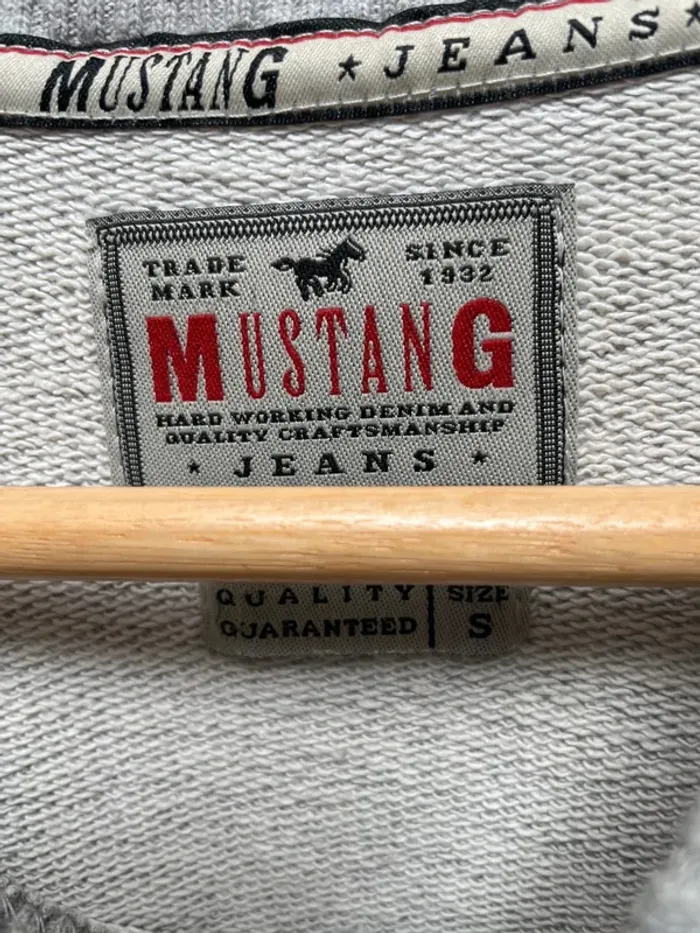 MUSTANG ★ JEANS ★
TRADE MARK
SINCE 1932
MUSTANG
HARD WORKING DENIM AND
QUALITY CRAFTSMANSHIP
★ JEANS ★
QUALITY GUARANTEED
SIZE S